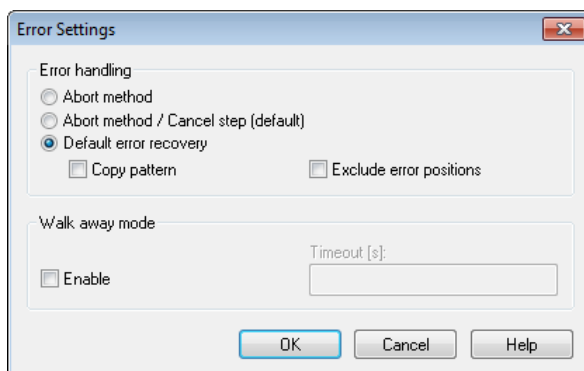 Error Settings
Error handling
Abort method
Abort method / Cancel step (default)
Default error recovery
Copy pattern Exclude error positions
Walk away mode
Timeout [s]:
Enable
OK Cancel Help